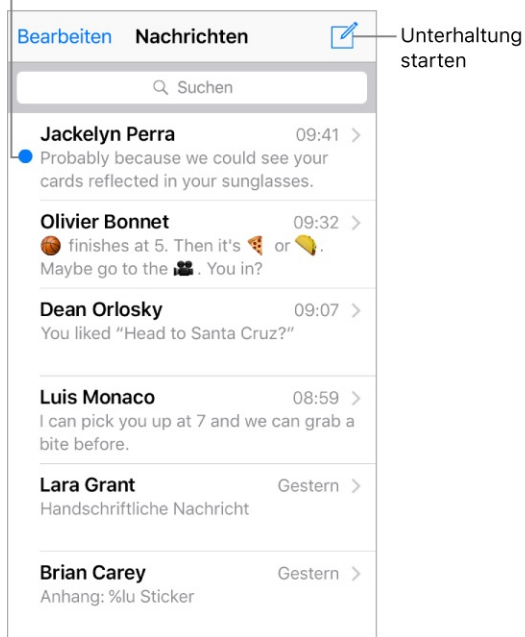 Bearbeiten Nachrichten
Unterhaltung
starten
Suchen
Jackelyn Perra 09:41
Probably because we could see your
cards reflected in your sunglasses.
Olivier Bonnet 09:32
🏀 finishes at 5. Then it's 🍕 or 🌮.
Maybe go to the 🎥. You in?
Dean Orlosky 09:07
You liked “Head to Santa Cruz?”
Luis Monaco 08:59
I can pick you up at 7 and we can grab a
bite before.
Lara Grant Gestern
Handschriftliche Nachricht
Brian Carey Gestern
Anhang: %lu Sticker